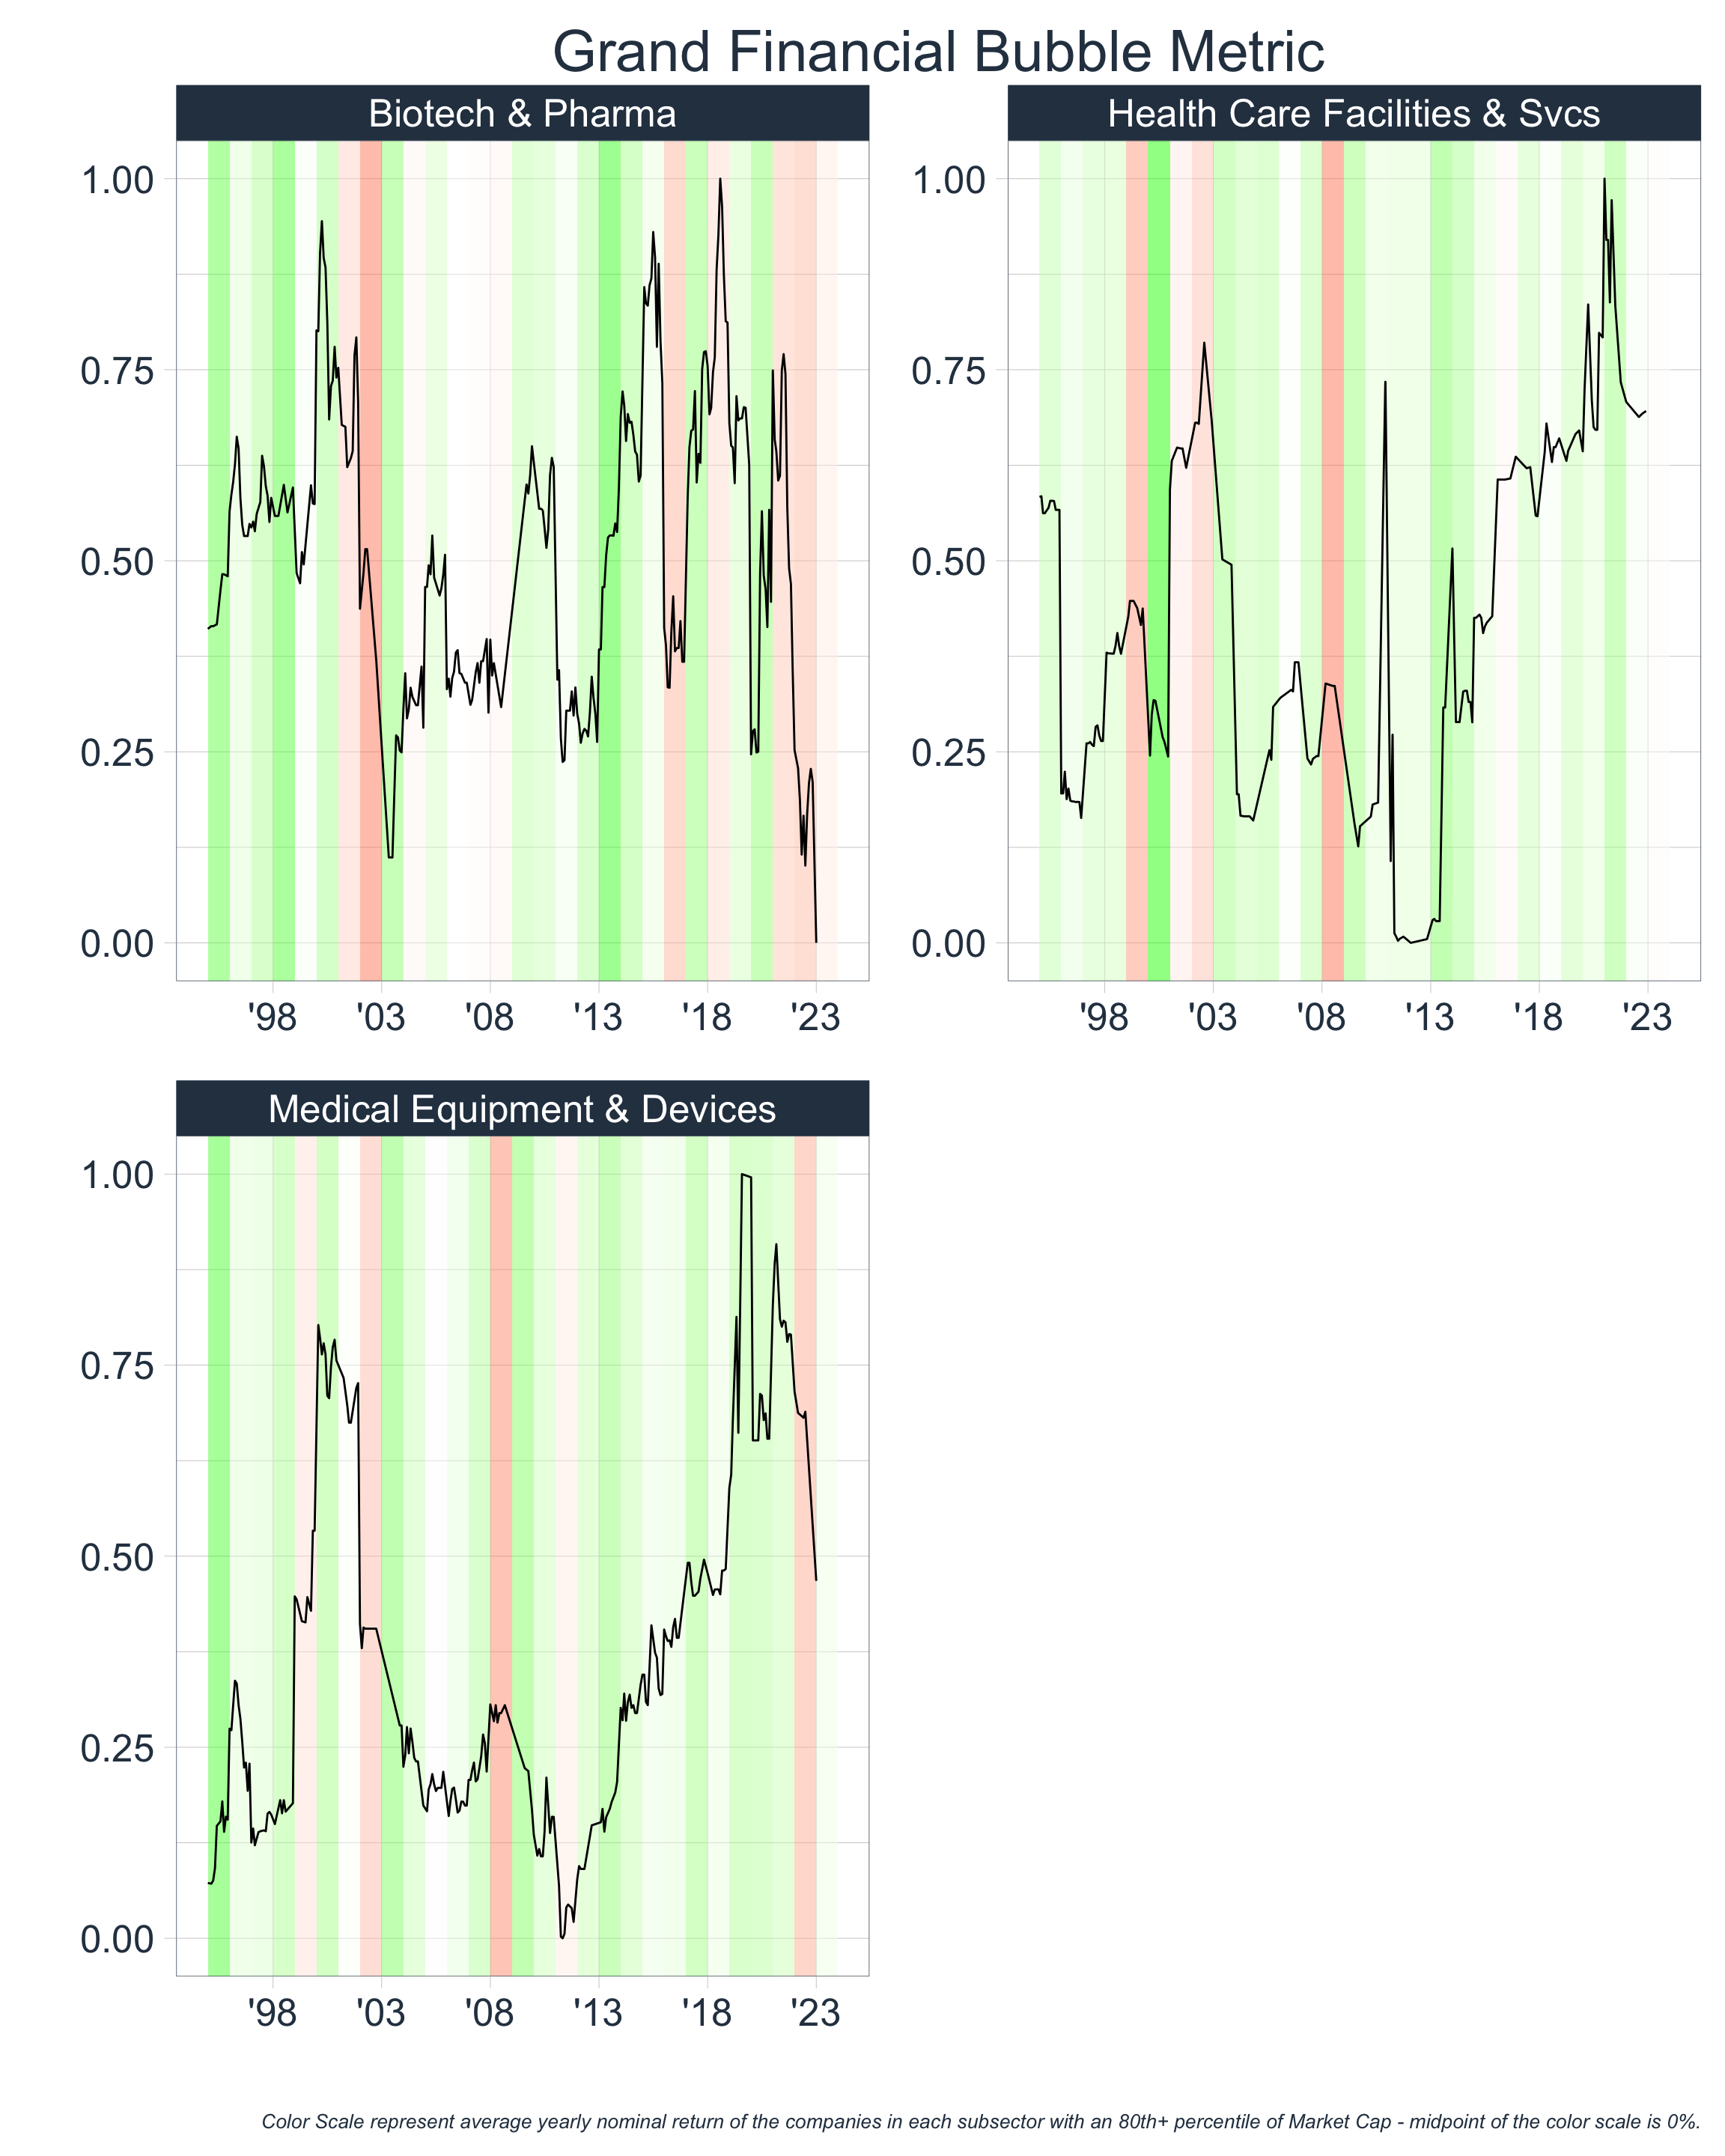 Grand Financial Bubble Metric
Biotech & Pharma
1.00
0.75
0.50
0.25
0.00
'98 '03 '08 '13 '18 '23
Health Care Facilities & Svcs
1.00
0.75
0.50
0.25
0.00
'98 '03 '08 '13 '18 '23
Medical Equipment & Devices
1.00
0.75
0.50
0.25
0.00
'98 '03 '08 '13 '18 '23
Color Scale represent average yearly nominal return of the companies in each subsector with an 80th+ percentile of Market Cap - midpoint of the color scale is 0%.